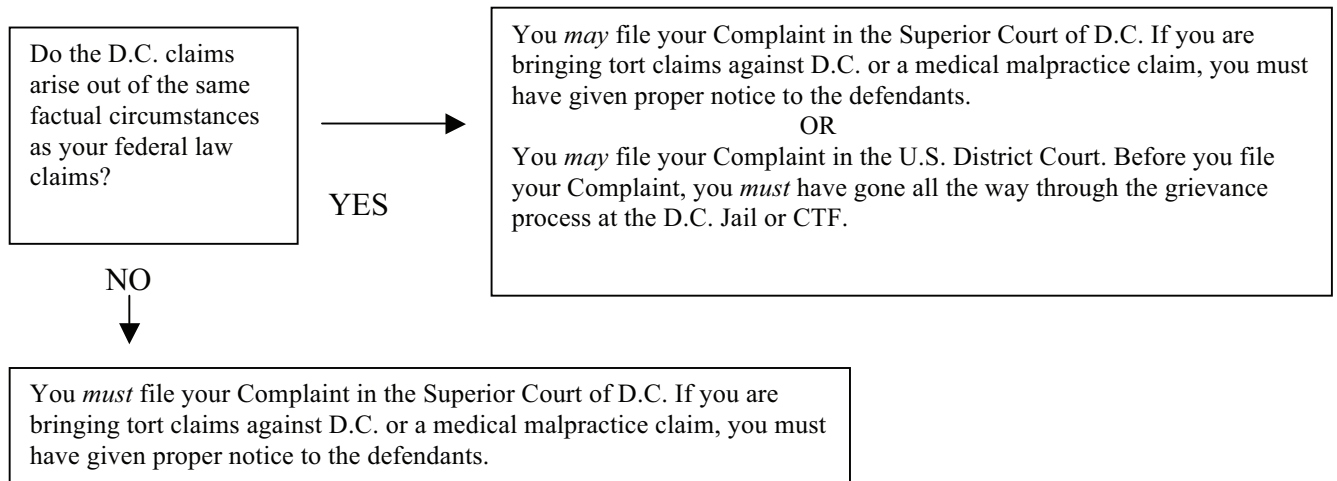 Do the D.C. claims
arise out of the same
factual circumstances
as your federal law
claims?
YES
You may file your Complaint in the Superior Court of D.C. If you are
bringing tort claims against D.C. or a medical malpractice claim, you must
have given proper notice to the defendants.
OR
You may file your Complaint in the U.S. District Court. Before you file
your Complaint, you must have gone all the way through the grievance
process at the D.C. Jail or CTF.
NO
You must file your Complaint in the Superior Court of D.C. If you are
bringing tort claims against D.C. or a medical malpractice claim, you must
have given proper notice to the defendants.